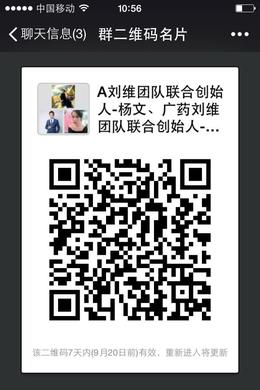 中国移动 10:56
聊天信息(3) 群二维码名片
A刘维团队联合创始
人-杨文、广药刘维
团队联合创始人-...
该二维码7天内(9月20日前)有效，重新进入将更新